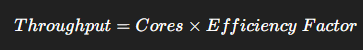 Throughput = Cores × Efficiency Factor